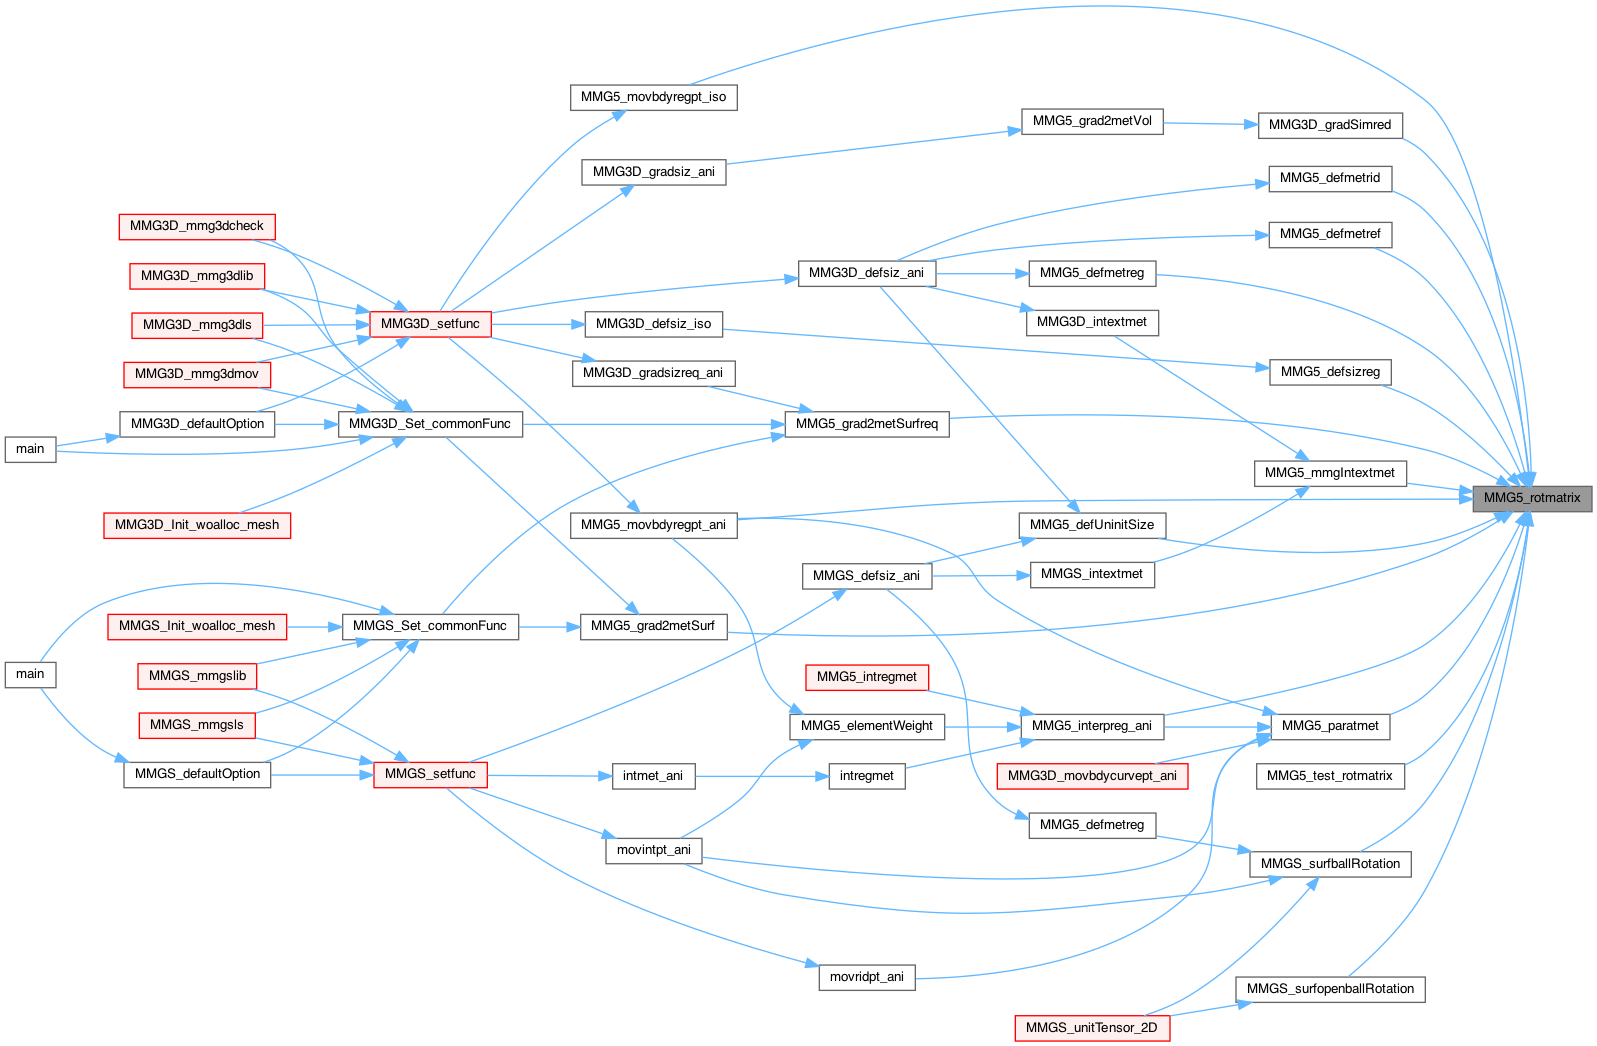 MMG5_movbdyregpt_iso
MMG5_grad2metVol
MMG3D_gradSimred
MMG3D_gradsiz_ani
MMG5_defmetrid
MMG3D_mmg3dcheck
MMG5_defmetref
MMG3D_mmg3dlib
MMG3D_defsiz_ani
MMG5_defmetreg
MMG3D_mmg3dls
MMG3D_setfunc
MMG3D_defsiz_iso
MMG3D_intextmet
MMG3D_mmg3dmov
MMG3D_gradsizreq_ani
MMG5_defsizreg
MMG3D_defaultOption
MMG3D_Set_commonFunc
MMG5_grad2metSurfreq
main
MMG5_mmgIntextmet
MMG5_rotmatrix
MMG3D_Init_woalloc_mesh
MMG5_movbdyregpt_ani
MMG5_defUninitSize
MMGS_defsiz_ani
MMGS_intextmet
MMGS_Init_woalloc_mesh
MMGS_Set_commonFunc
MMG5_grad2metSurf
main
MMGS_mmgslib
MMG5_intregmet
MMGS_mmgsls
MMG5_elementWeight
MMG5_interpreg_ani
MMG5_paratmet
MMGS_defaultOption
MMGS_setfunc
intmet_ani
intregmet
MMG3D_movbdycurvept_ani
MMG5_test_rotmatrix
MMG5_defmetreg
movintpt_ani
MMGS_surfballRotation
movridpt_ani
MMGS_surfopenballRotation
MMGS_unitTensor_2D